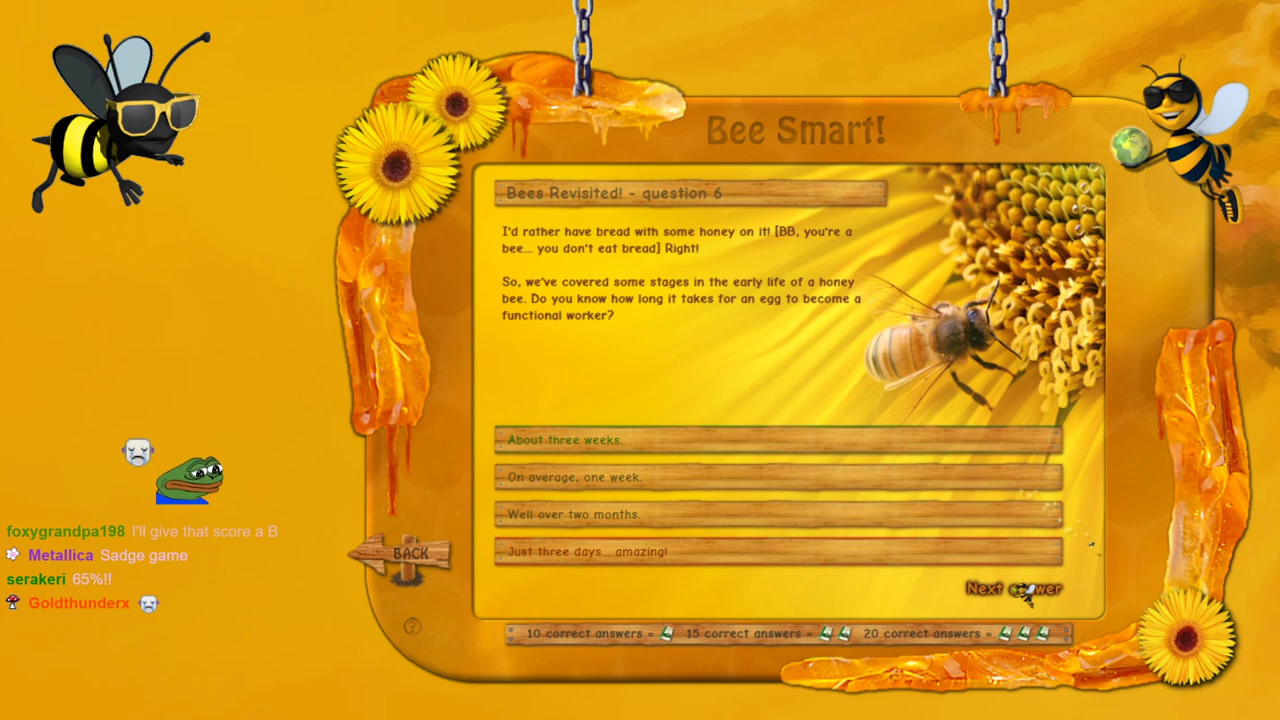 Bee Smart!
Bees Revisited! - question 6
I'd rather have bread with some honey on it! [BB, you're a
bee... you don't eat bread] Right!
So, we've covered some stages in the early life of a honey
bee. Do you know how long it takes for an egg to become a
functional worker?
About three weeks.
On average, one week.
Well over two months.
Just three days... amazing!
BACK
Next
?
10 correct answers = 15 correct answers = 20 correct answers =
foxygrandpa198 I'll give that score a B
Metallica Sadge game
serakeri 65%!!
Goldthunderx